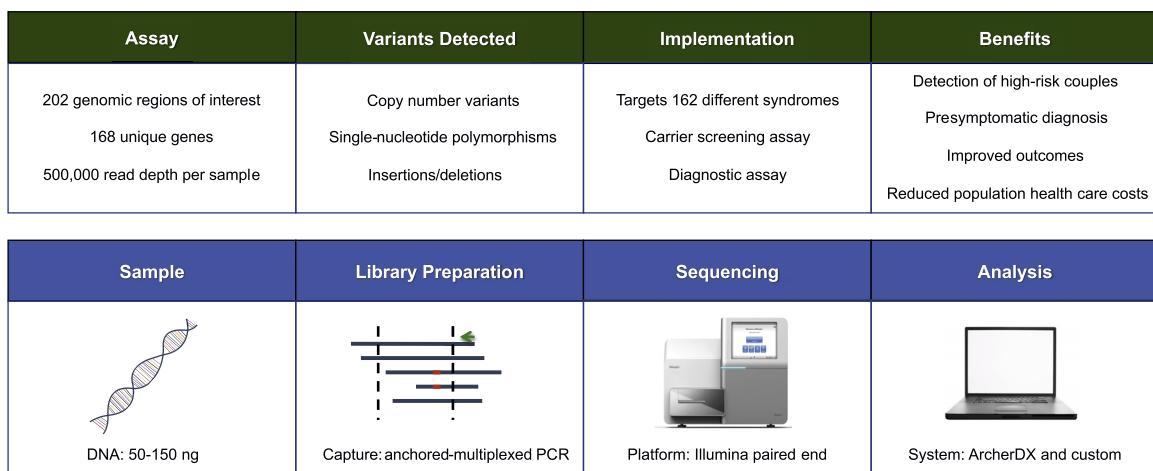 Assay
Variants Detected
Implementation
Benefits
202 genomic regions of interest
168 unique genes
500,000 read depth per sample
Copy number variants
Single-nucleotide polymorphisms
Insertions/deletions
Targets 162 different syndromes
Carrier screening assay
Diagnostic assay
Detection of high-risk couples
Presymptomatic diagnosis
Improved outcomes
Reduced population health care costs
Sample
Library Preparation
Sequencing
Analysis
DNA: 50-150 ng
Capture: anchored-multiplexed PCR
Platform: Illumina paired end
System: ArcherDX and custom